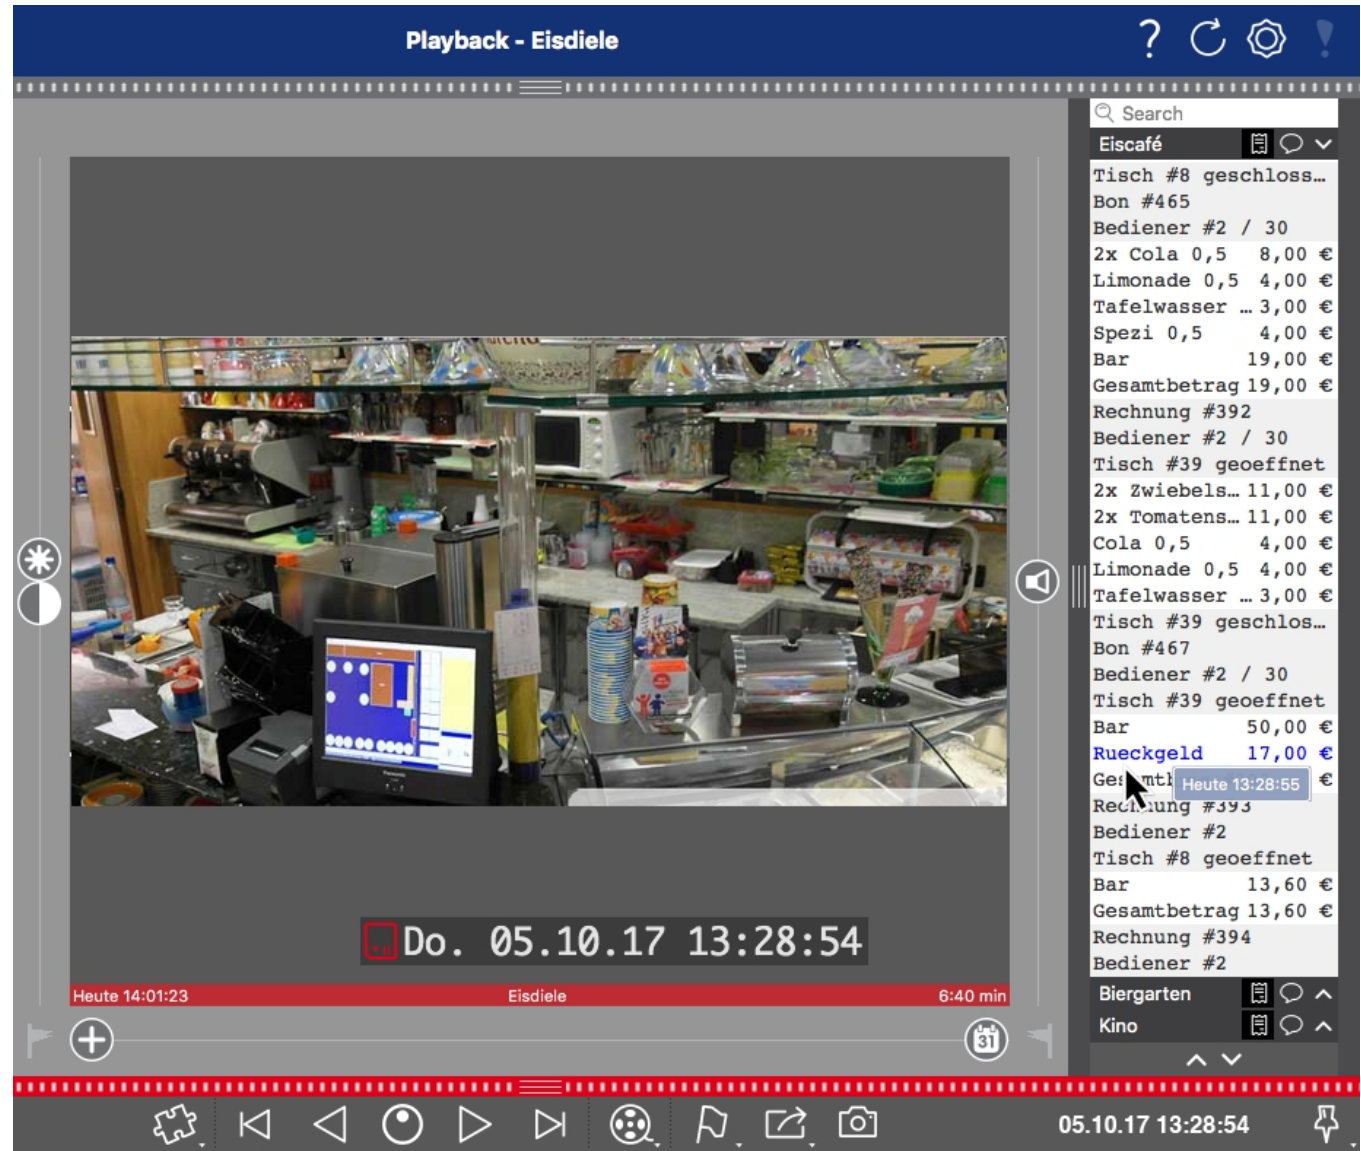 Playback - Eisdiele
Search
Eiscafé
Tisch #8 geschloss…
Bon #465
Bediener #2 / 30
2x Cola 0,5 8,00 €
Limonade 0,5 4,00 €
Tafelwasser … 3,00 €
Spezi 0,5 4,00 €
Bar 19,00 €
Gesamtbetrag 19,00 €
Rechnung #392
Bediener #2 / 30
Tisch #39 geoeffnet
2x Zwiebels… 11,00 €
2x Tomatens… 11,00 €
Cola 0,5 4,00 €
Limonade 0,5 4,00 €
Tafelwasser … 3,00 €
Tisch #39 geschlos…
Bon #467
Bediener #2 / 30
Tisch #39 geoeffnet
Bar 50,00 €
Rueckgeld 17,00 €
€
Heute 13:28:55
Rechnung #393
Bediener #2
Tisch #8 geoeffnet
Bar 13,60 €
Gesamtbetrag 13,60 €
Rechnung #394
Bediener #2
Biergarten
Kino
Do. 05.10.17 13:28:54
Heute 14:01:23 Eisdiele 6:40 min
31
05.10.17 13:28:54